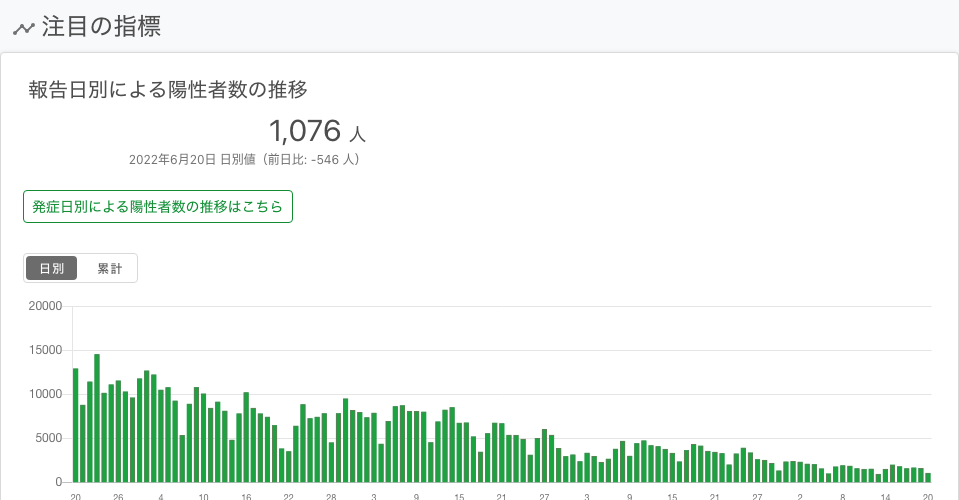 注目の指標
報告日別による陽性者数の推移
1,076 人
2022年6月20日 日別値（前日比: -546 人）
発症日別による陽性者数の推移はこちら
日別 累計
20000
15000
10000
5000
0
20 26 4 10 16 22 28 3 9 15 21 27 3 9 15 21 27 2 8 14 20